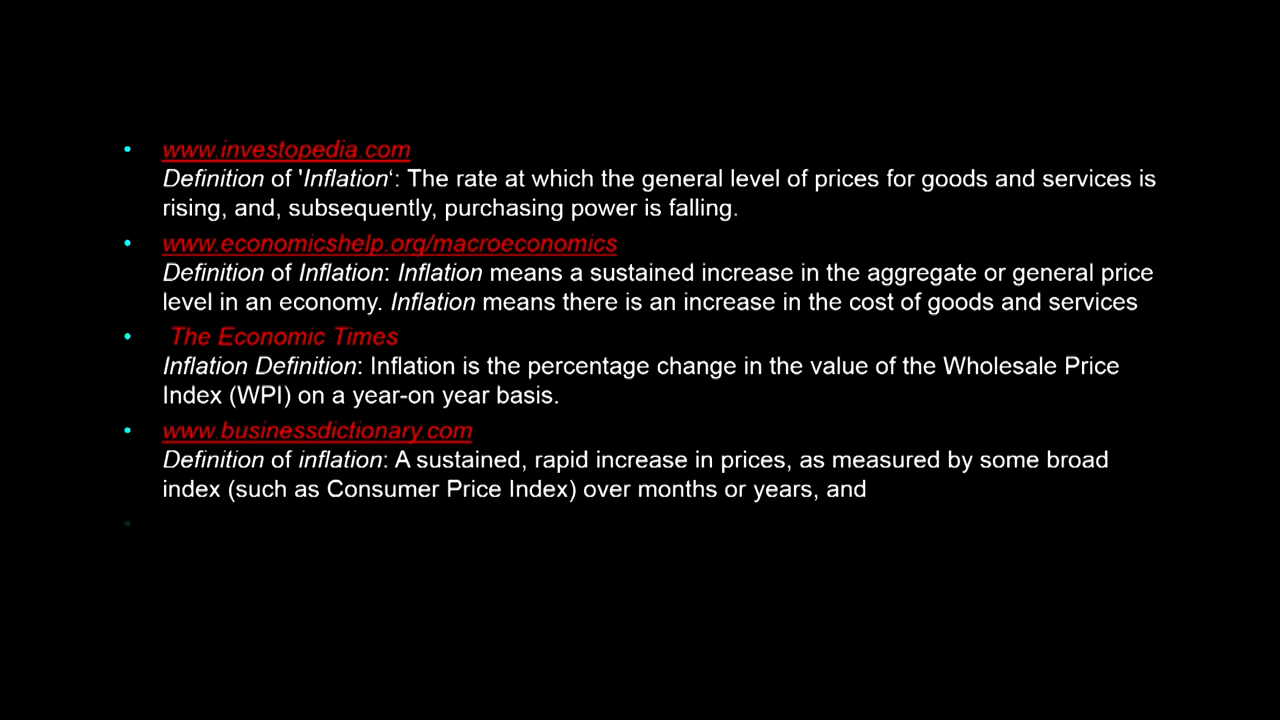 • www.investopedia.com
Definition of 'Inflation‘: The rate at which the general level of prices for goods and services is
rising, and, subsequently, purchasing power is falling.
• www.economicshelp.org/macroeconomics
Definition of Inflation: Inflation means a sustained increase in the aggregate or general price
level in an economy. Inflation means there is an increase in the cost of goods and services
• The Economic Times
Inflation Definition: Inflation is the percentage change in the value of the Wholesale Price
Index (WPI) on a year-on year basis.
• www.businessdictionary.com
Definition of inflation: A sustained, rapid increase in prices, as measured by some broad
index (such as Consumer Price Index) over months or years, and